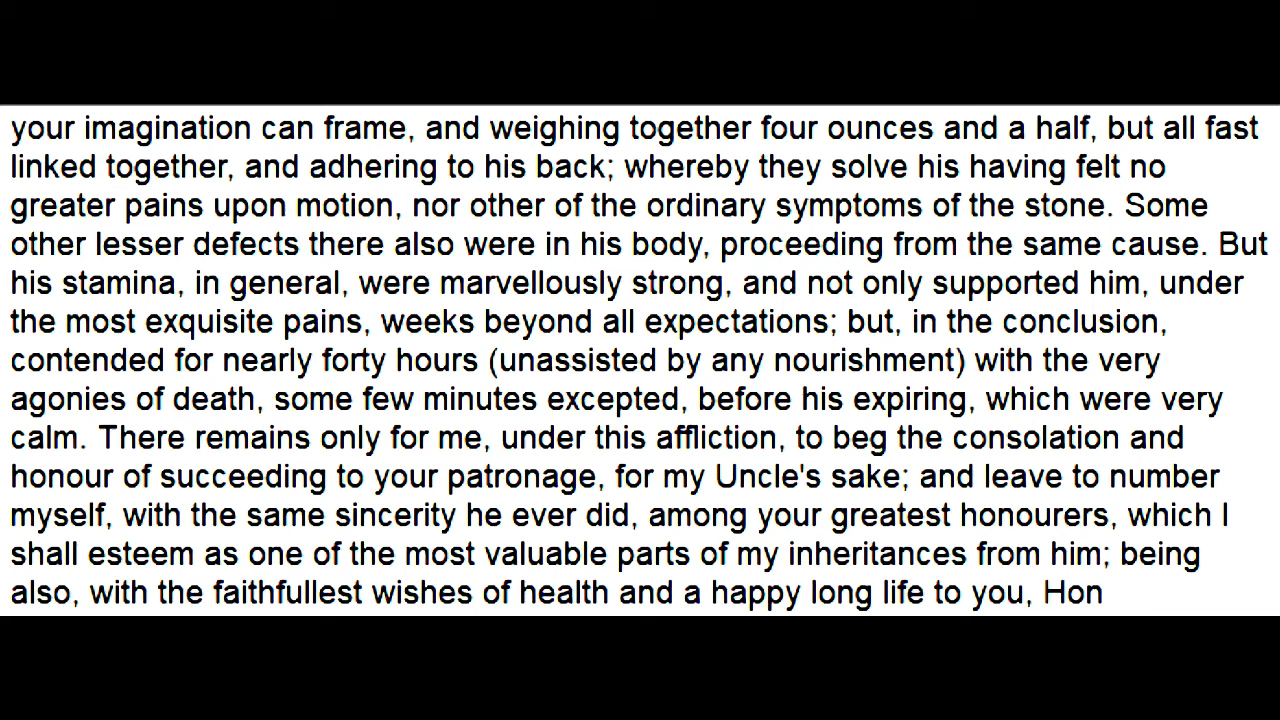 your imagination can frame, and weighing together four ounces and a half, but all fast
linked together, and adhering to his back; whereby they solve his having felt no
greater pains upon motion, nor other of the ordinary symptoms of the stone. Some
other lesser defects there also were in his body, proceeding from the same cause. But
his stamina, in general, were marvellously strong, and not only supported him, under
the most exquisite pains, weeks beyond all expectations; but, in the conclusion,
contended for nearly forty hours (unassisted by any nourishment) with the very
agonies of death, some few minutes excepted, before his expiring, which were very
calm. There remains only for me, under this affliction, to beg the consolation and
honour of succeeding to your patronage, for my Uncle's sake; and leave to number
myself, with the same sincerity he ever did, among your greatest honourers, which I
shall esteem as one of the most valuable parts of my inheritances from him; being
also, with the faithfullest wishes of health and a happy long life to you, Hon